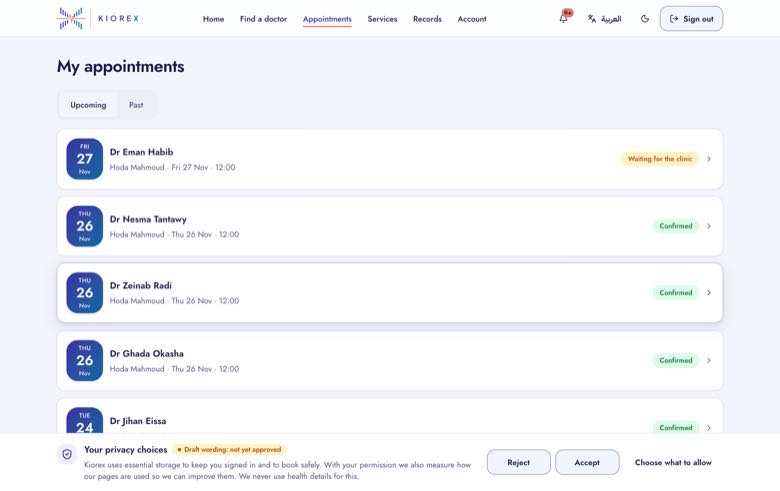 KIOREX
Home Find a doctor Appointments Services Records Account
9+
العربية
Sign out
My appointments
Upcoming Past
FRI
27
Nov
Dr Eman Habib
Hoda Mahmoud · Fri 27 Nov · 12:00
Waiting for the clinic
THU
26
Nov
Dr Nesma Tantawy
Hoda Mahmoud · Thu 26 Nov · 12:00
Confirmed
THU
26
Nov
Dr Zeinab Radi
Hoda Mahmoud · Thu 26 Nov · 12:00
Confirmed
THU
26
Nov
Dr Ghada Okasha
Hoda Mahmoud · Thu 26 Nov · 12:00
Confirmed
TUE
24
Dr Jihan Eissa
Confirmed
Your privacy choices
Draft wording: not yet approved
Kiorex uses essential storage to keep you signed in and to book safely. With your permission we also measure how
our pages are used so we can improve them. We never use health details for this.
Reject
Accept
Choose what to allow